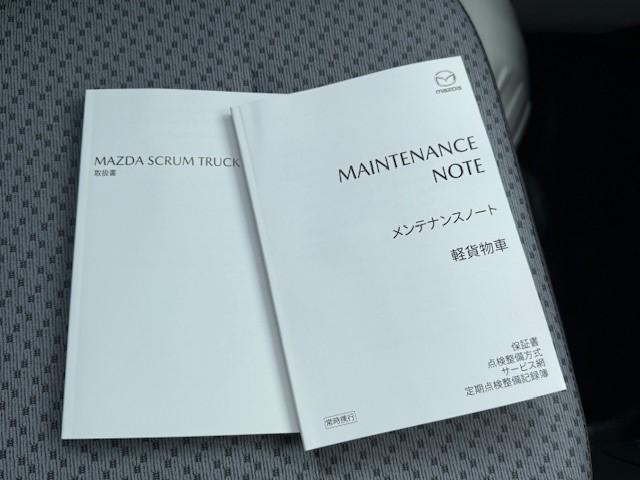 MAZDA SCRUM TRUCK
取扱書
mazda
MAINTENANCE
NOTE
メンテナンスノート
軽貨物車
保証書
点検整備方式
サービス網
定期点検整備記録簿
常時携行